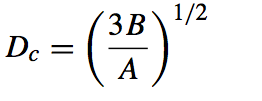 D_c = (3B/A)^{1/2}